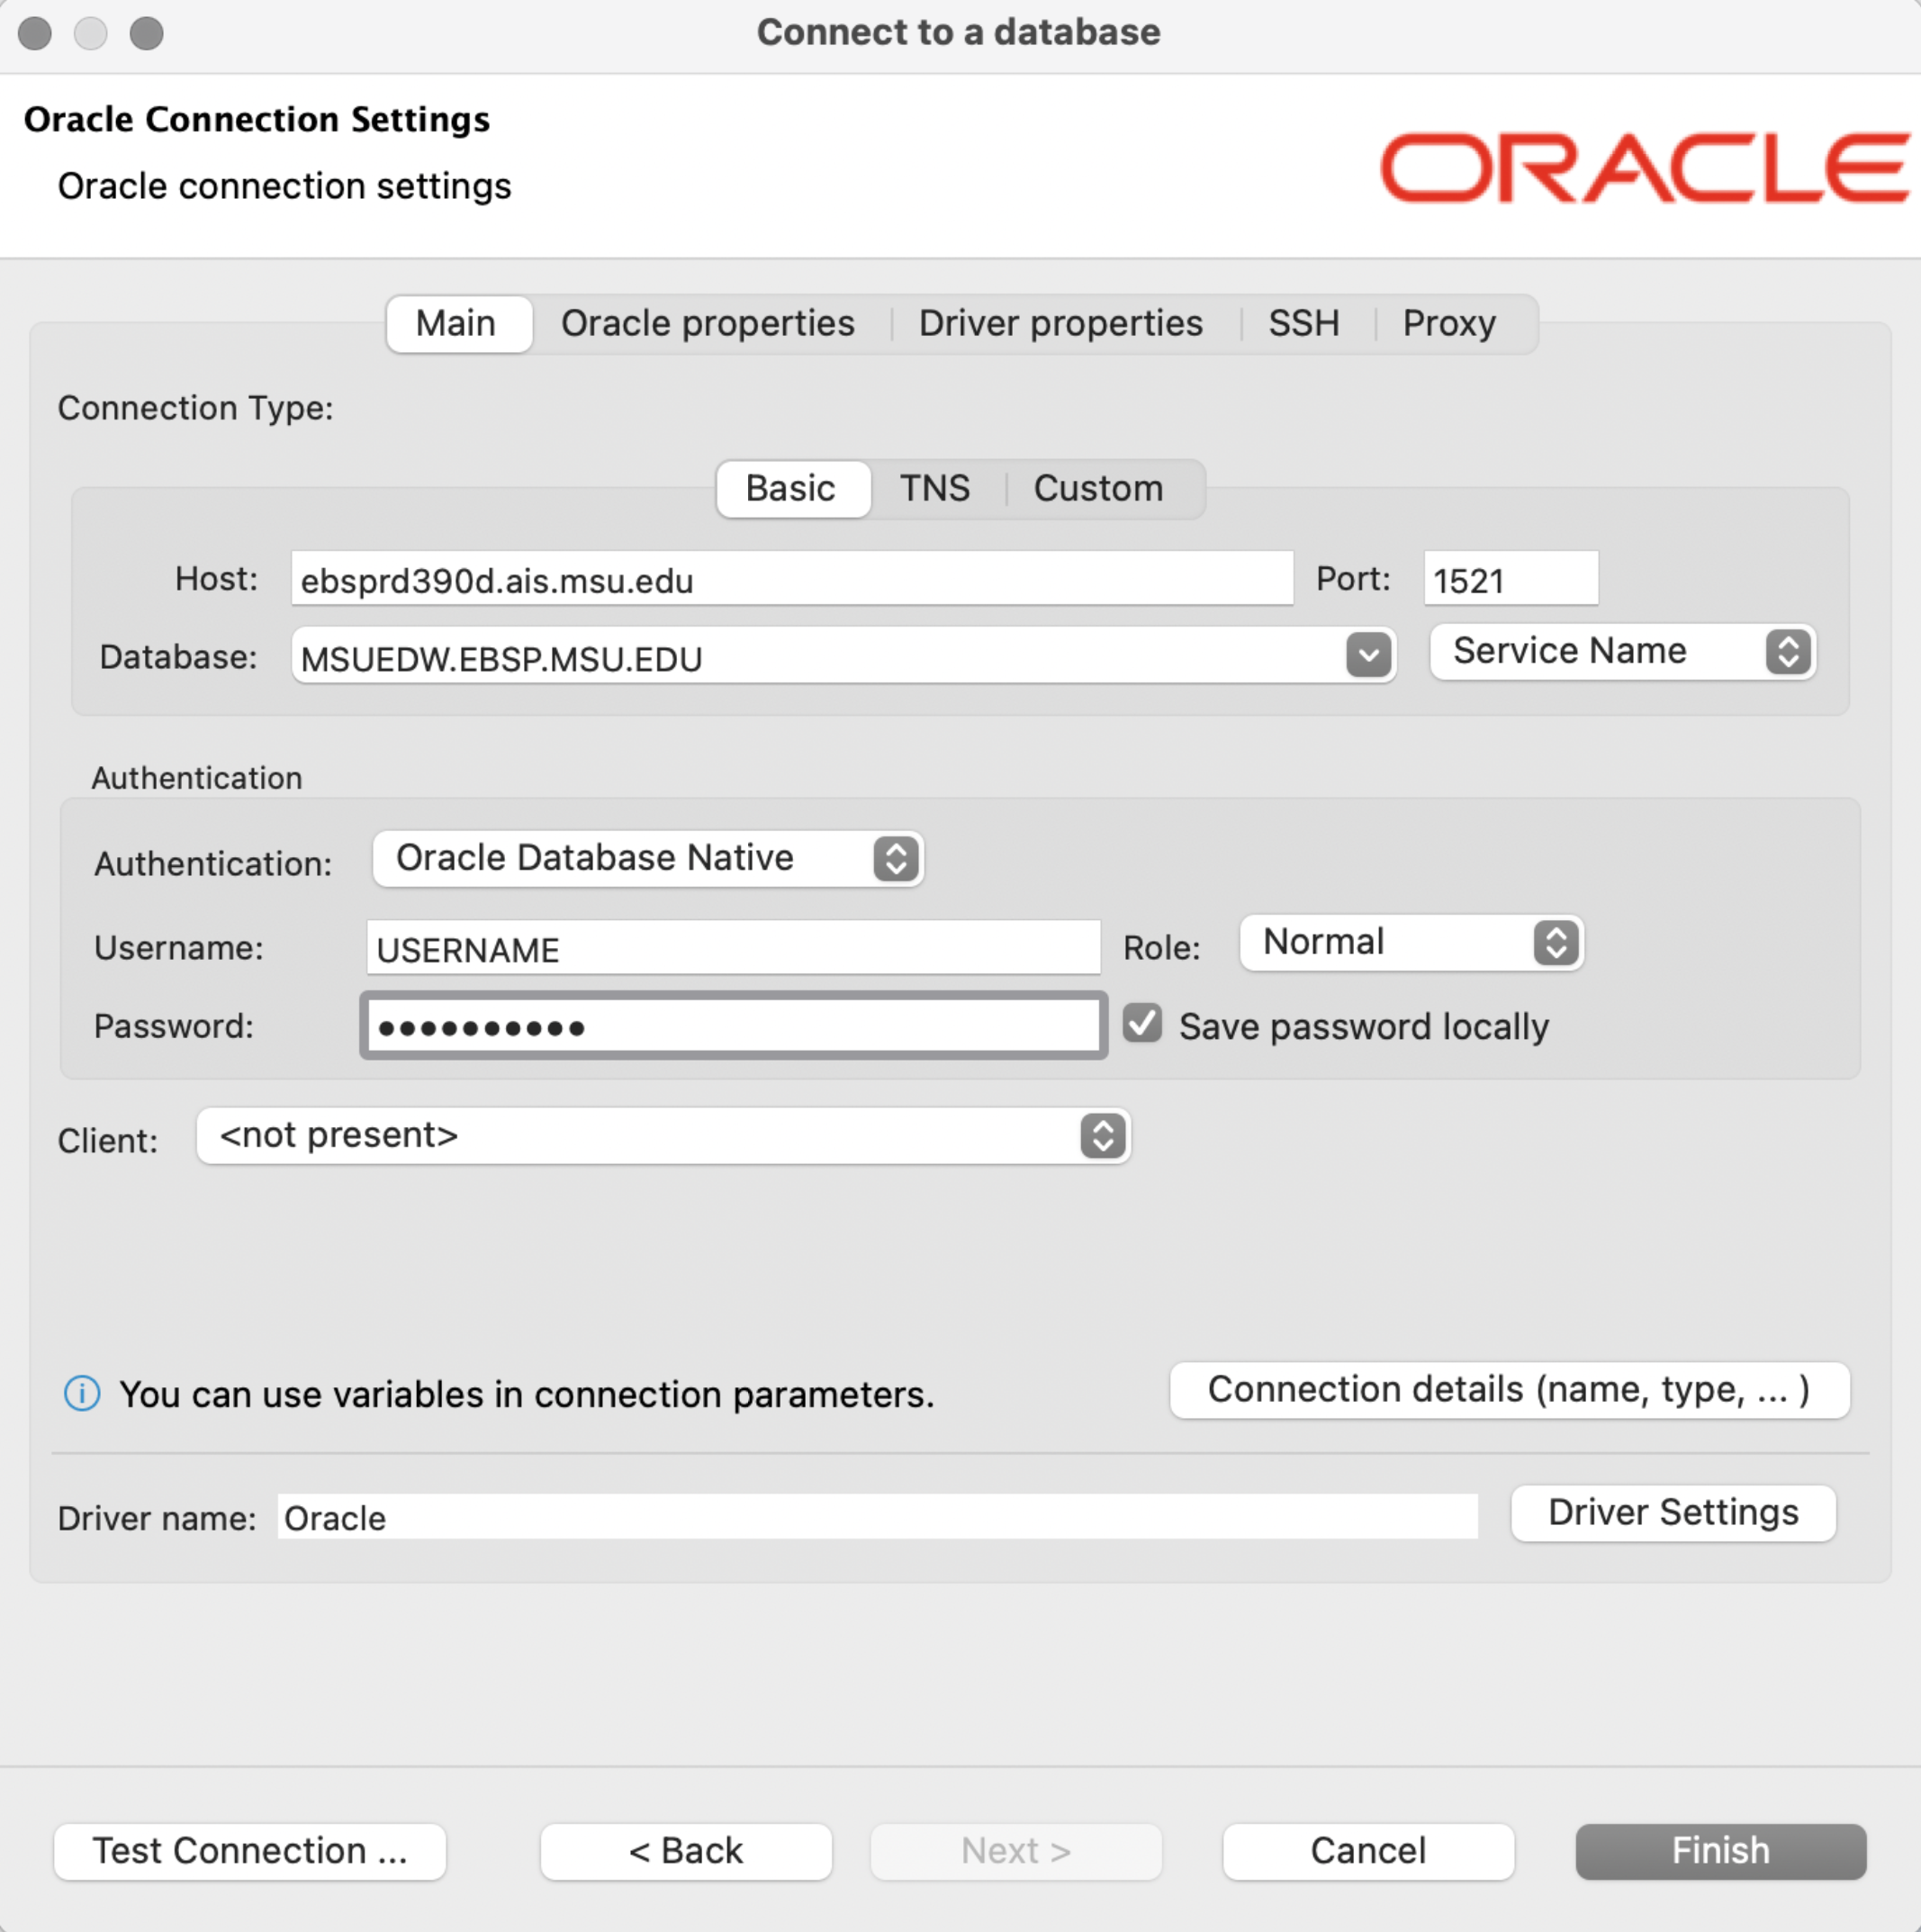 Connect to a database
Oracle Connection Settings
Oracle connection settings
ORACLE
Main Oracle properties Driver properties SSH Proxy
Connection Type:
Basic TNS Custom
Host: ebsprd390d.ais.msu.edu Port: 1521
Database: MSUEDW.EBSP.MSU.EDU Service Name
Authentication
Authentication: Oracle Database Native
Username: USERNAME Role: Normal
Password: •••••••••• Save password locally
Client: <not present>
You can use variables in connection parameters. Connection details (name, type, ... )
Driver name: Oracle Driver Settings
Test Connection ... < Back Next > Cancel Finish